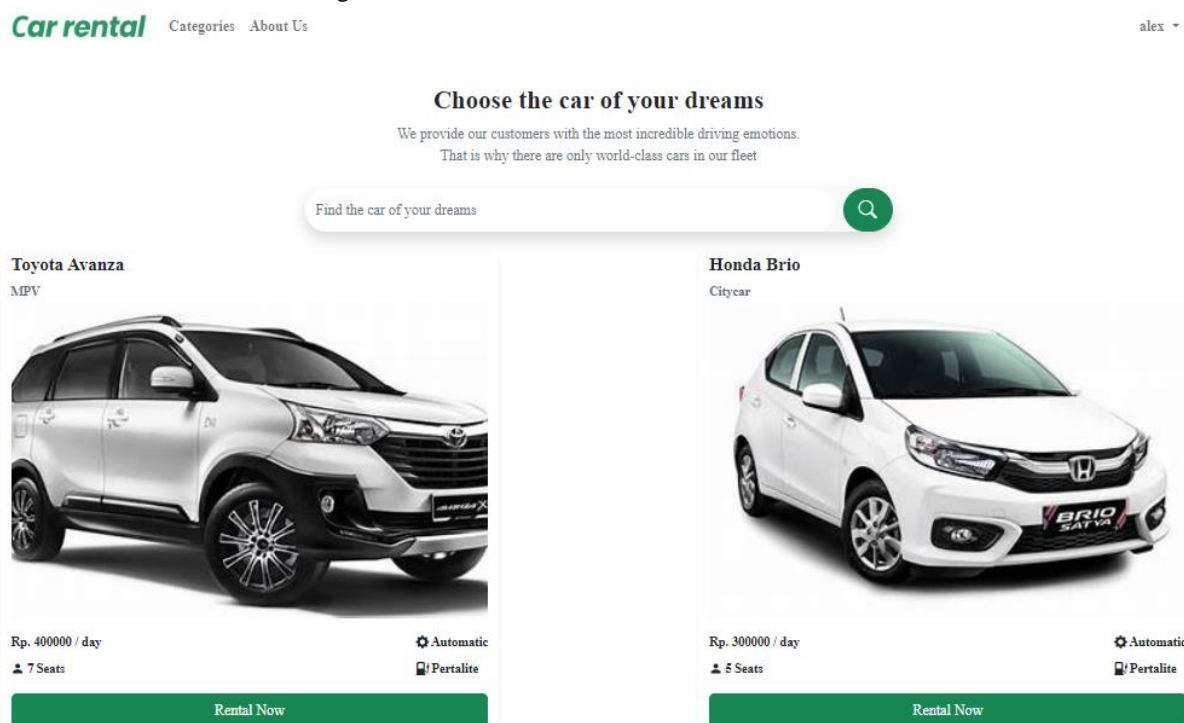 Car rental Categories About Us alex
Choose the car of your dreams
We provide our customers with the most incredible driving emotions.
That is why there are only world-class cars in our fleet
Find the car of your dreams
Toyota Avanza
MPV
Rp. 400000 / day Automatic
7 Seats Pertalite
Rental Now
Honda Brio
Citycar
BRIO
SATYA
Rp. 300000 / day Automatic
5 Seats Pertalite
Rental Now